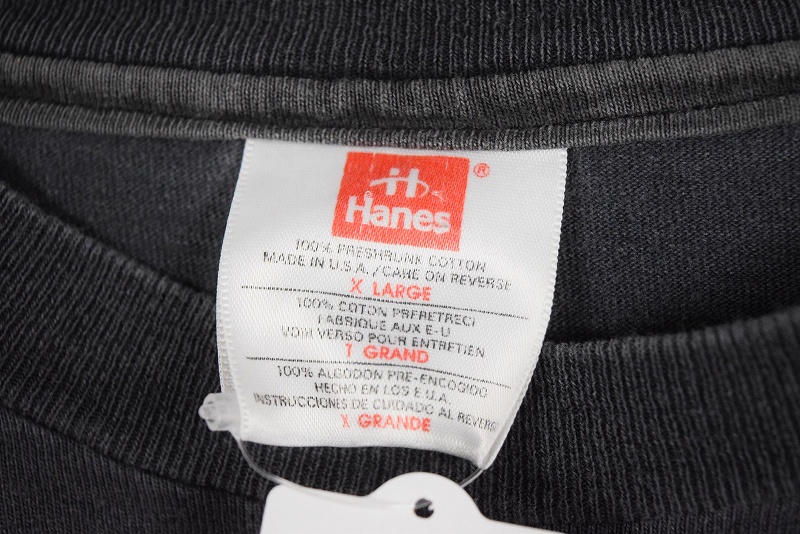 ®
Hanes
100% PRESHRUNK COTTON
MADE IN U.S.A. / CARE ON REVERSE
X LARGE
100% COTON PRERETRECI
FABRIQUE AUX E-U
VOIR VERSO POUR ENTRETIEN
T GRAND
100% ALGODON PRE-ENCOGIDO
HECHO EN LOS E.U.A.
INSTRUCCIONES DE CUIDADO AL REVERS
X GRANDE